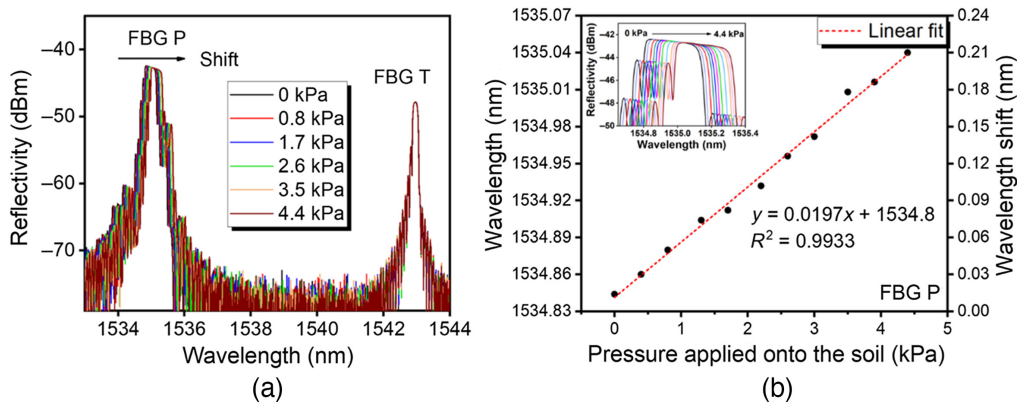 (a)
FBG P
Shift
FBG T
0 kPa
0.8 kPa
1.7 kPa
2.6 kPa
3.5 kPa
4.4 kPa
Reflectivity (dBm)
−40
−50
−60
−70
1534 1536 1538 1540 1542 1544
Wavelength (nm)
(a)
(b)
Linear fit
0 kPa 4.4 kPa
Reflectivity (dBm)
−42
−44
−46
−48
−50
1534.8 1535.0 1535.2 1535.4
Wavelength (nm)
Wavelength (nm)
1535.07
1535.04
1535.01
1534.98
1534.95
1534.92
1534.89
1534.86
1534.83
y = 0.0197x + 1534.8
R² = 0.9933
FBG P
0.24
0.21
0.18
0.15
0.12
0.09
0.06
0.03
0.00
Wavelength shift (nm)
0 1 2 3 4 5
Pressure applied onto the soil (kPa)
(b)